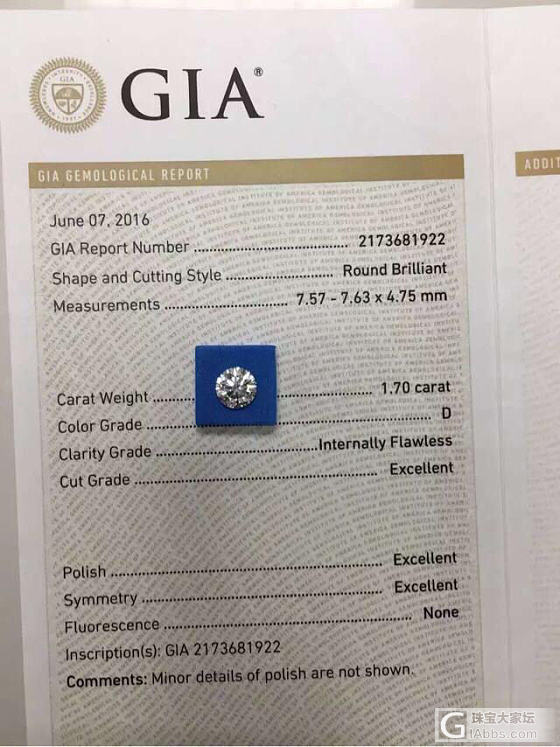 GIA®
GIA GEMOLOGICAL REPORT
ADDIT
June 07, 2016
GIA Report Number ................................ 2173681922
Shape and Cutting Style ....................... Round Brilliant
Measurements ........................... 7.57 - 7.63 x 4.75 mm
Carat Weight ................................ 1.70 carat
Color Grade ................................ D
Clarity Grade ................................ Internally Flawless
Cut Grade ................................ Excellent
Polish ................................ Excellent
Symmetry ................................ Excellent
Fluorescence ................................ None
Inscription(s): GIA 2173681922
Comments: Minor details of polish are not shown.
G 珠宝大家坛
tAbbs.com